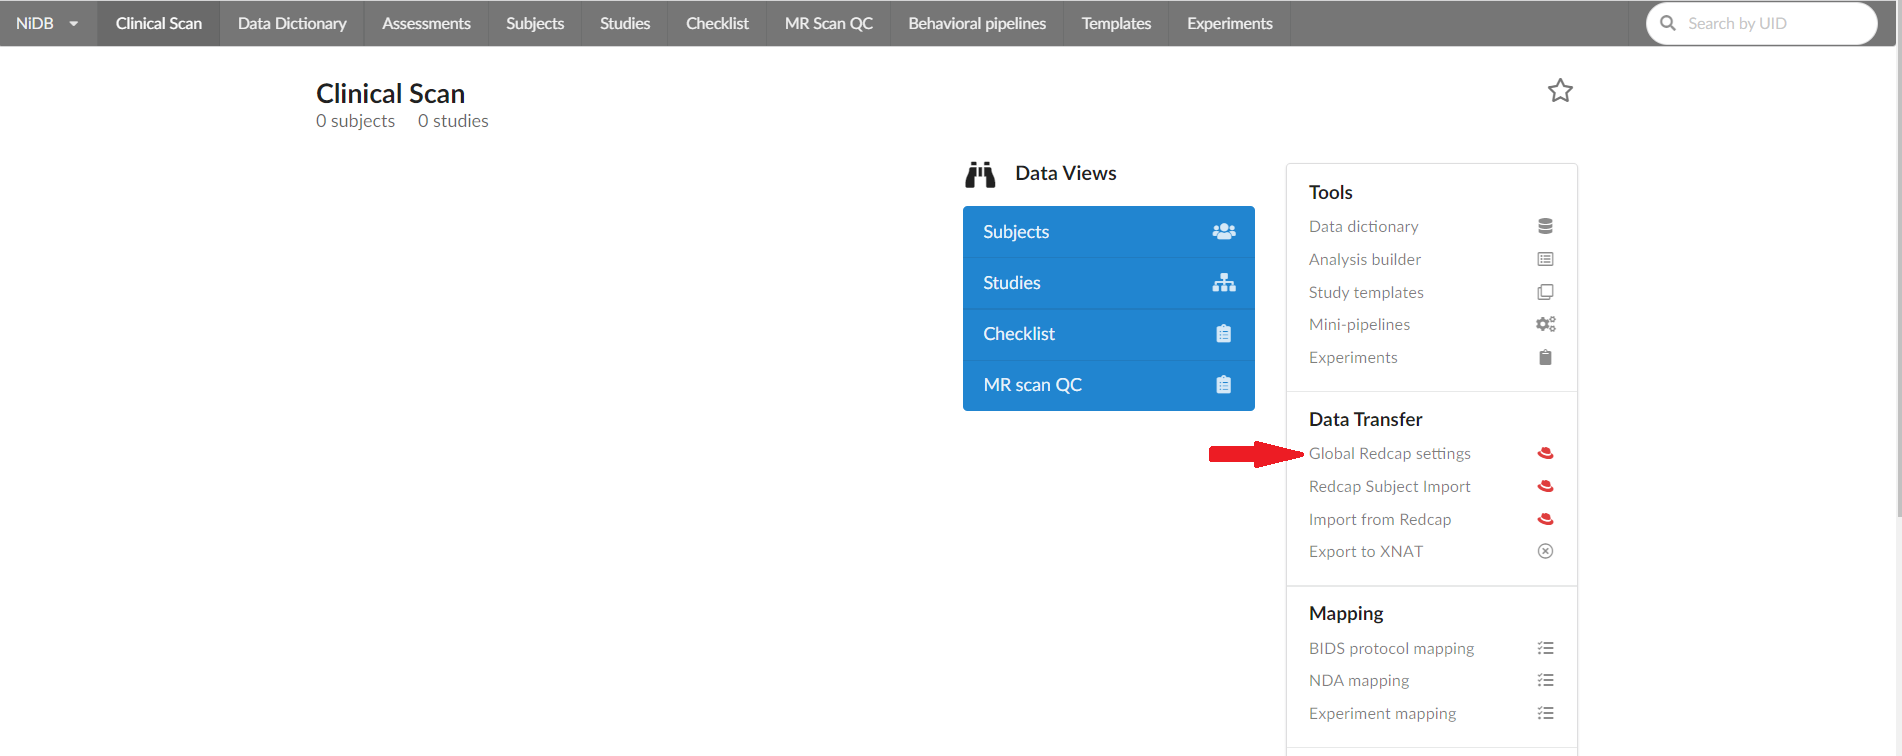 NiDB Clinical Scan Data Dictionary Assessments Subjects Studies Checklist MR Scan QC Behavioral pipelines Templates Experiments Search by UID
Clinical Scan
0 subjects 0 studies
Data Views
Subjects
Studies
Checklist
MR scan QC
Tools
Data dictionary
Analysis builder
Study templates
Mini-pipelines
Experiments
Data Transfer
Global Redcap settings
Redcap Subject Import
Import from Redcap
Export to XNAT
Mapping
BIDS protocol mapping
NDA mapping
Experiment mapping